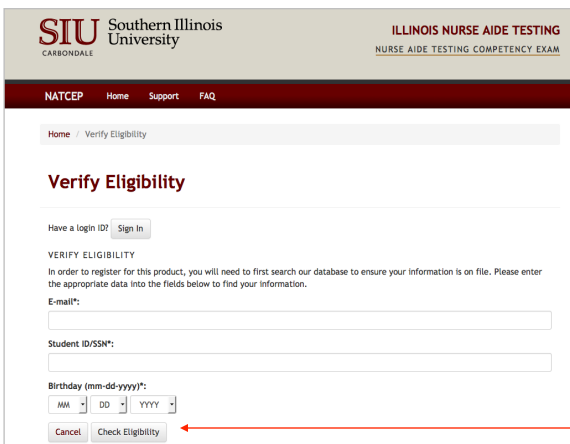 SIU Southern Illinois
University
CARBONDALE
ILLINOIS NURSE AIDE TESTING
NURSE AIDE TESTING COMPETENCY EXAM
NATCEP Home Support FAQ
Home / Verify Eligibility
Verify Eligibility
Have a login ID? Sign In
VERIFY ELIGIBILITY
In order to register for this product, you will need to first search our database to ensure your information is on file. Please enter
the appropriate data into the fields below to find your information.
E-mail*:
Student ID/SSN*:
Birthday (mm-dd-yyyy)*:
MM DD YYYY
Cancel Check Eligibility